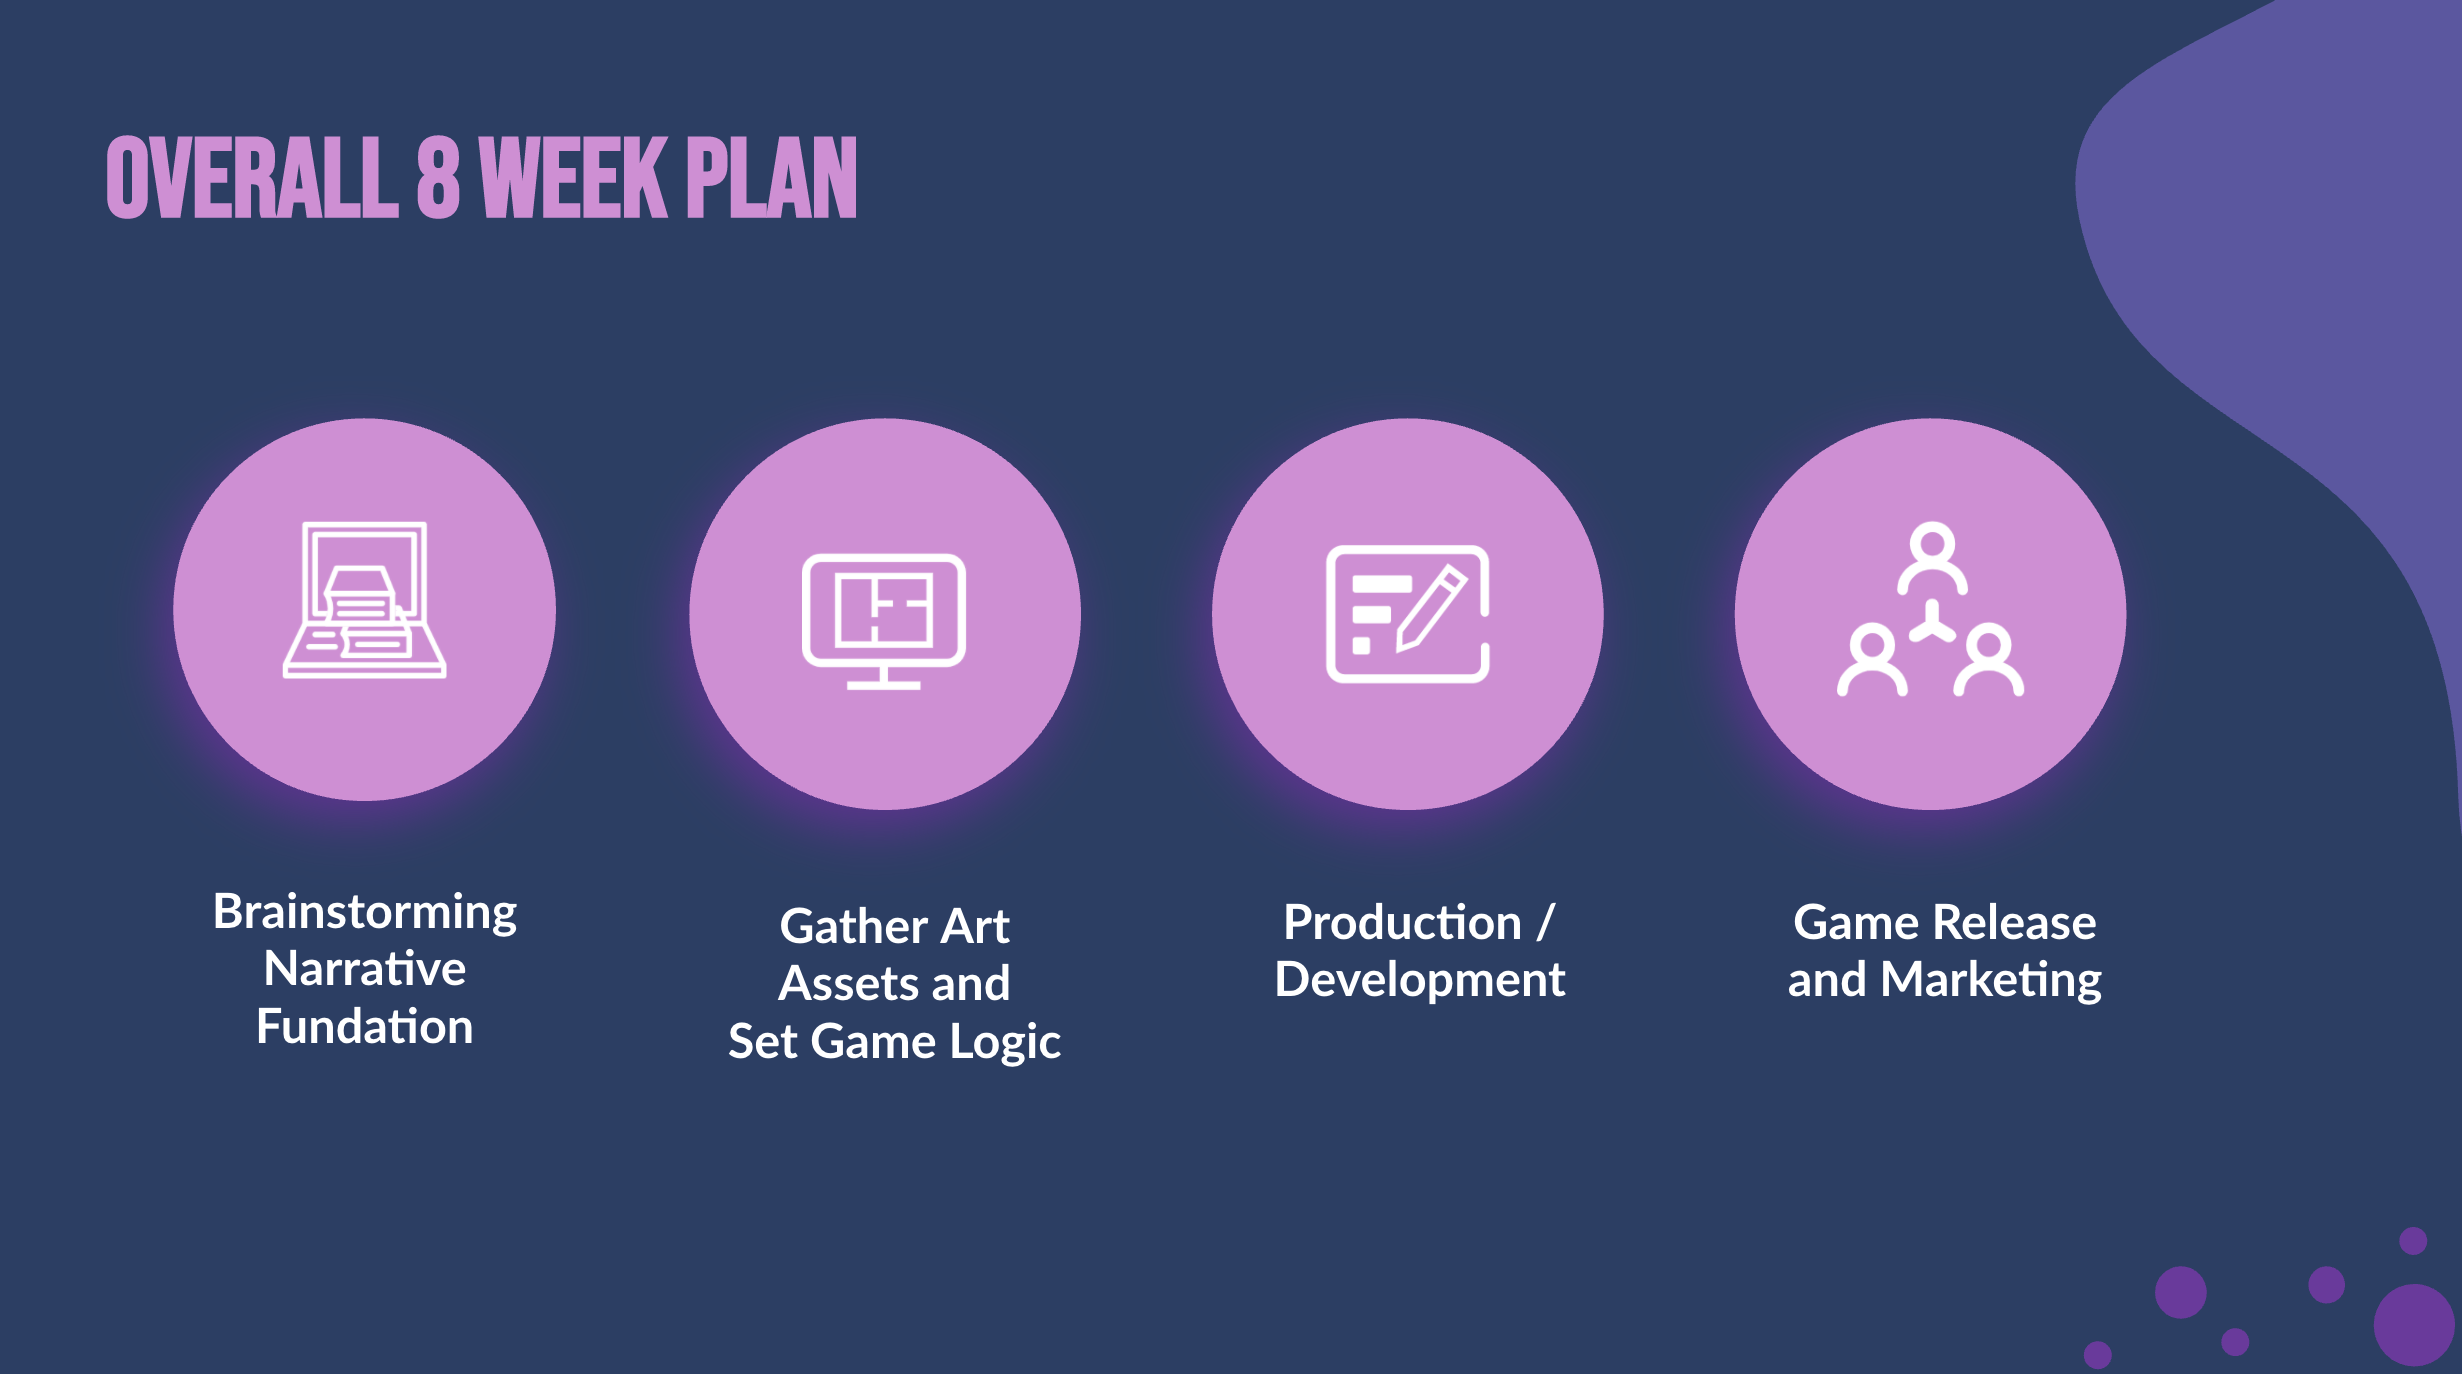 OVERALL 8 WEEK PLAN
Brainstorming
Narrative
Fundation
Gather Art
Assets and
Set Game Logic
Production /
Development
Game Release
and Marketing